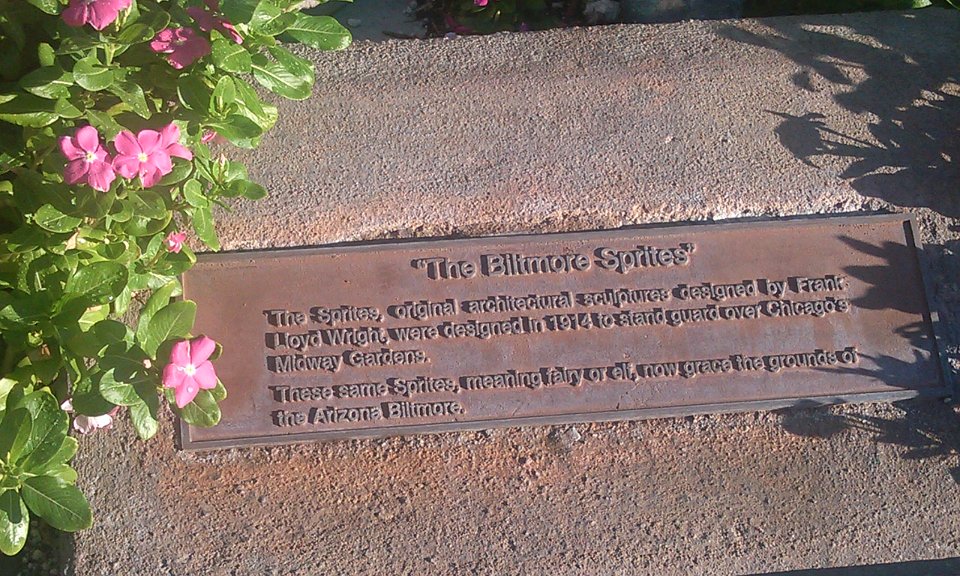 "The Biltmore Sprites"
The Sprites, original architectural sculptures designed by Frank
Lloyd Wright, were designed in 1914 to stand guard over Chicago's
Midway Gardens.
These same Sprites, meaning fairy or elf, now grace the grounds of
the Arizona Biltmore.